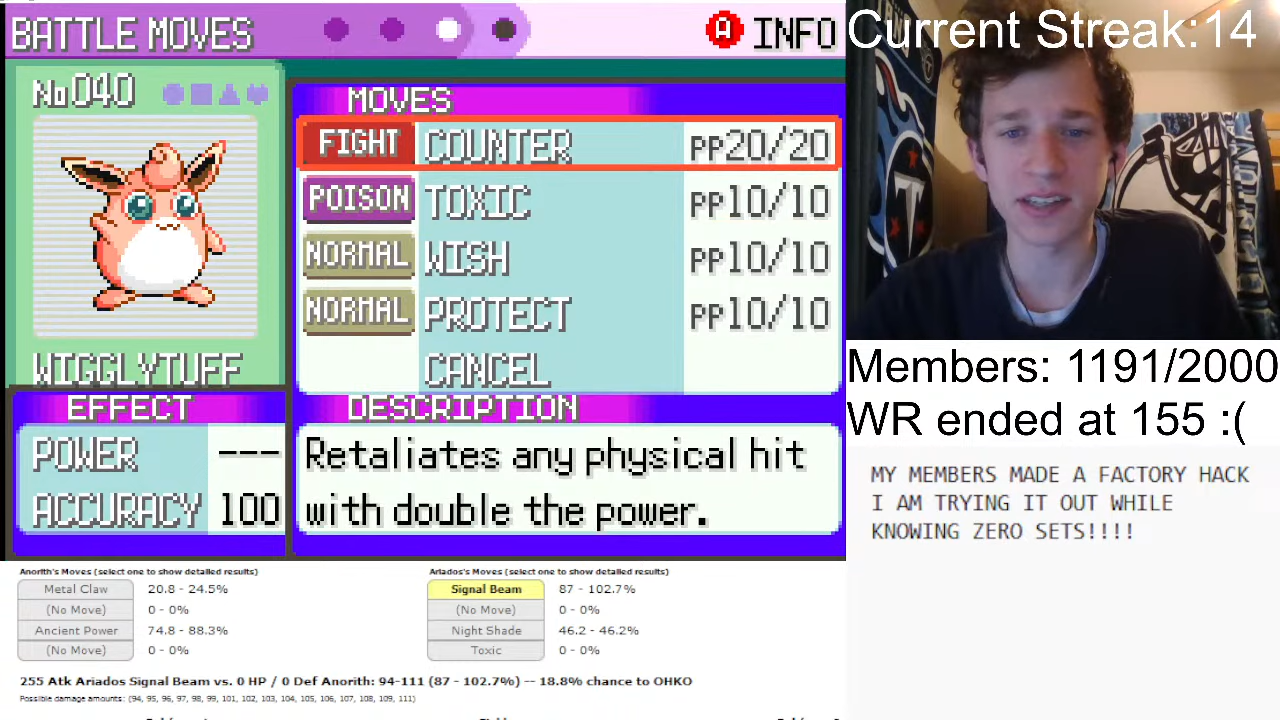 BATTLE MOVES
A INFO
No040
WIGGLYTUFF
MOVES
FIGHT COUNTER PP20/20
POISON TOXIC PP10/10
NORMAL WISH PP10/10
NORMAL PROTECT PP10/10
CANCEL
EFFECT
POWER ---
ACCURACY 100
DESCRIPTION
Retaliates any physical hit
with double the power.
Current Streak:14
Members: 1191/2000
WR ended at 155 :(
MY MEMBERS MADE A FACTORY HACK
I AM TRYING IT OUT WHILE
KNOWING ZERO SETS!!!!
Anorith's Moves (select one to show detailed results)
Metal Claw 20.8 - 24.5%
(No Move) 0 - 0%
Ancient Power 74.8 - 88.3%
(No Move) 0 - 0%
Ariados's Moves (select one to show detailed results)
Signal Beam 87 - 102.7%
(No Move) 0 - 0%
Night Shade 46.2 - 46.2%
Toxic 0 - 0%
255 Atk Ariados Signal Beam vs. 0 HP / 0 Def Anorith: 94-111 (87 - 102.7%) -- 18.8% chance to OHKO
Possible damage amounts: (94, 95, 96, 97, 98, 99, 101, 102, 103, 104, 105, 106, 107, 108, 109, 111)